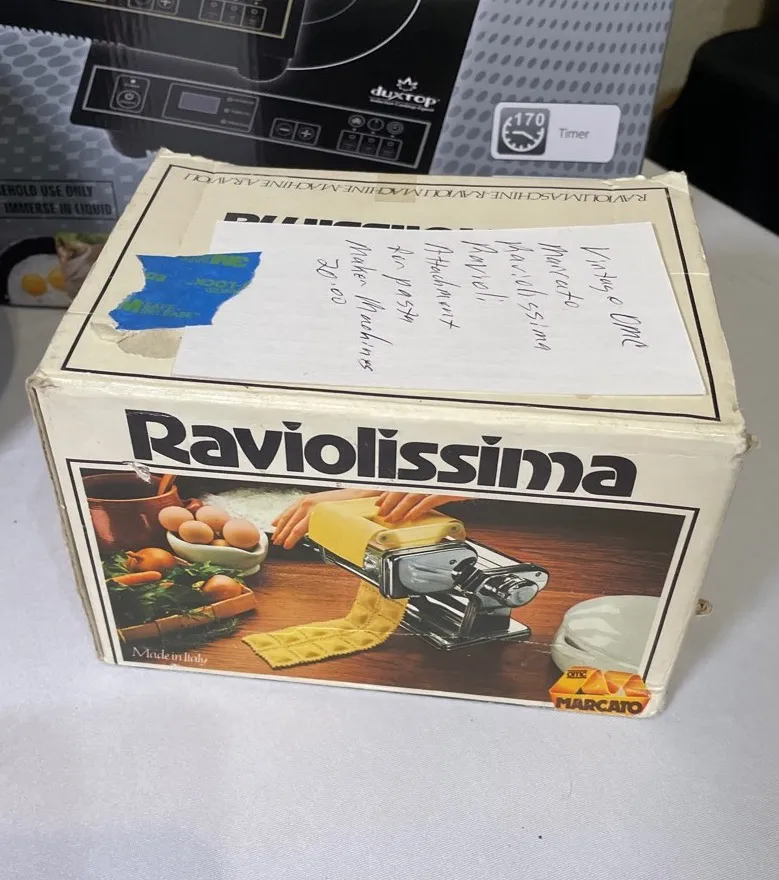 duxtop
170
Timer
EHOLD USE ONLY
IMMERSE IN LIQUID
RAVIOLIMASCHINE-RAVIOLI MACHINE-MACHINE A RAVIOLI
Vintage OMC
Marcato
Raviolissima
Ravioli
Attachment
for pasta
Maker Machines
20.00
Raviolissima
Made in Italy
omc
MARCATO